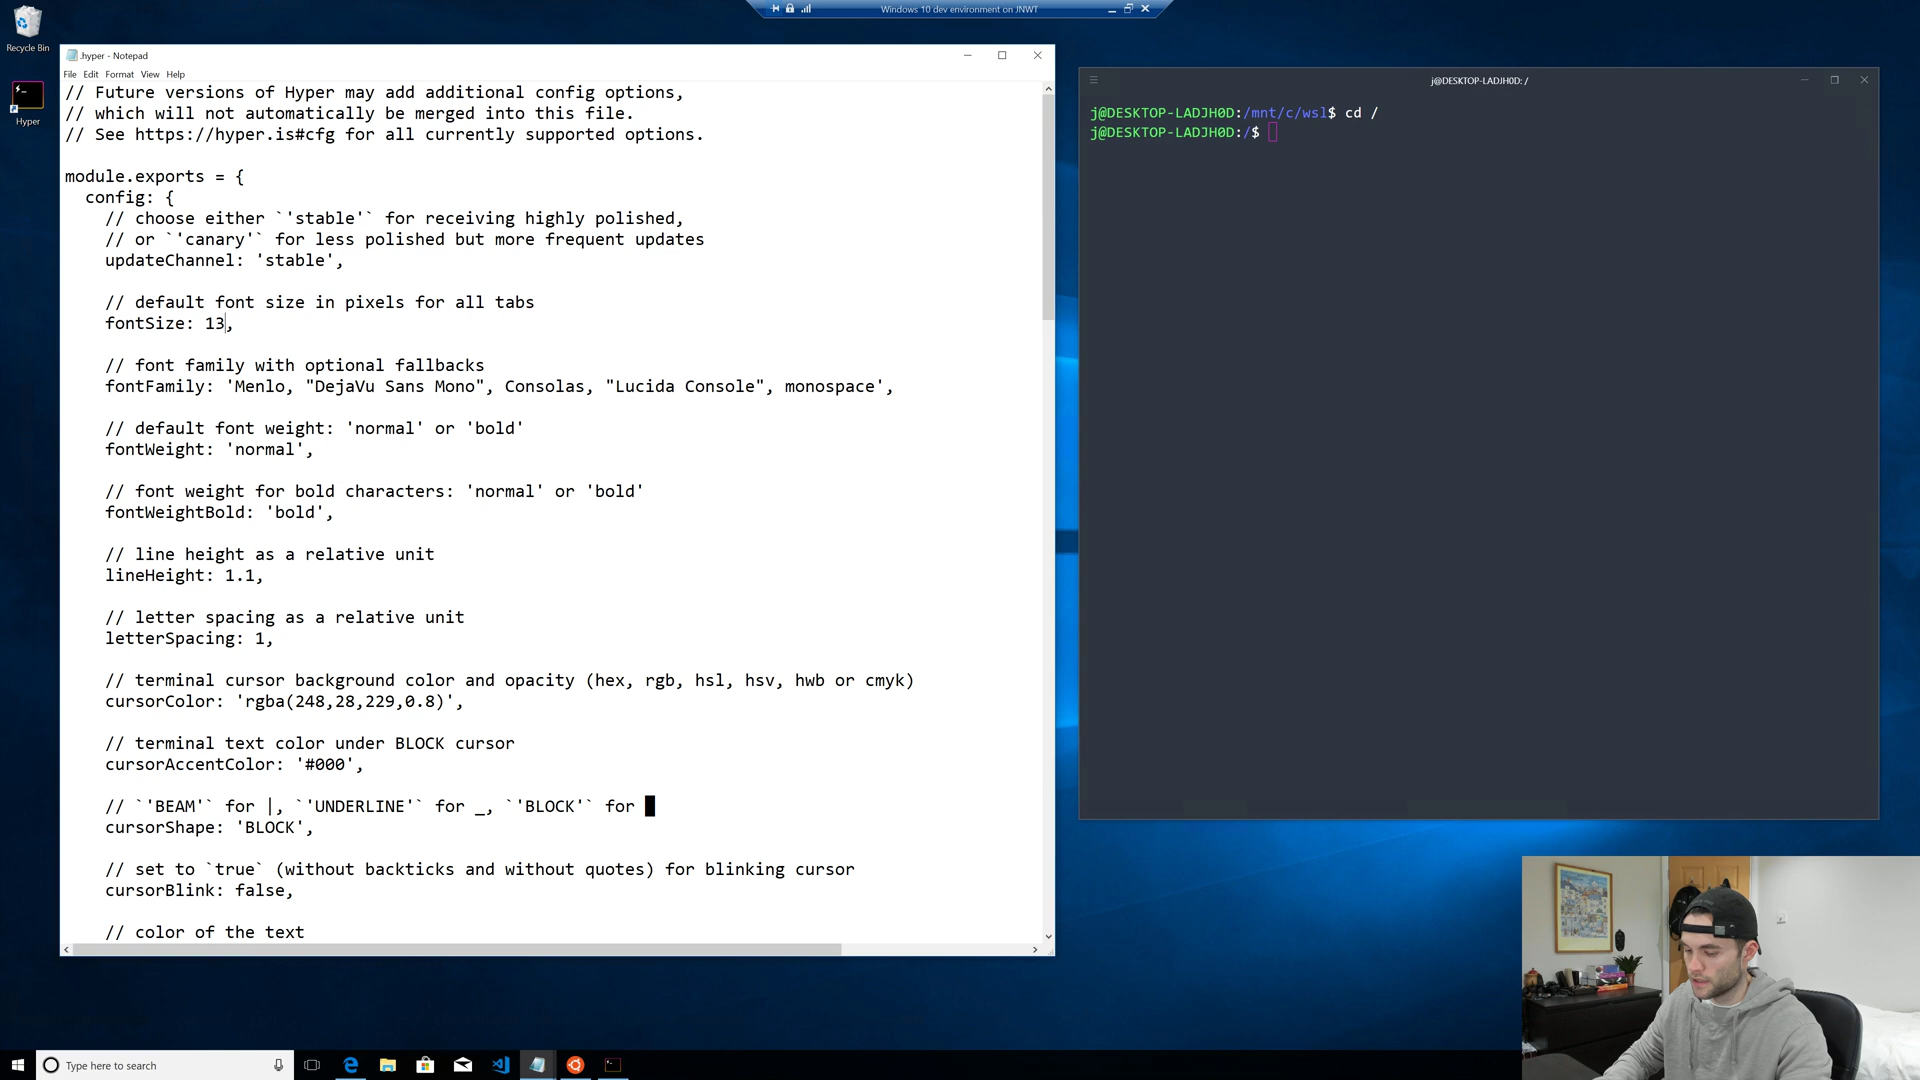 Windows 10 dev environment on JNWT
Recycle Bin
Hyper
.hyper - Notepad
File Edit Format View Help
// Future versions of Hyper may add additional config options,
// which will not automatically be merged into this file.
// See https://hyper.is#cfg for all currently supported options.
module.exports = {
config: {
// choose either `'stable'` for receiving highly polished,
// or `'canary'` for less polished but more frequent updates
updateChannel: 'stable',
// default font size in pixels for all tabs
fontSize: 13,
// font family with optional fallbacks
fontFamily: 'Menlo, "DejaVu Sans Mono", Consolas, "Lucida Console", monospace',
// default font weight: 'normal' or 'bold'
fontWeight: 'normal',
// font weight for bold characters: 'normal' or 'bold'
fontWeightBold: 'bold',
// line height as a relative unit
lineHeight: 1.1,
// letter spacing as a relative unit
letterSpacing: 1,
// terminal cursor background color and opacity (hex, rgb, hsl, hsv, hwb or cmyk)
cursorColor: 'rgba(248,28,229,0.8)',
// terminal text color under BLOCK cursor
cursorAccentColor: '#000',
// `'BEAM'` for |, `'UNDERLINE'` for _, `'BLOCK'` for █
cursorShape: 'BLOCK',
// set to `true` (without backticks and without quotes) for blinking cursor
cursorBlink: false,
// color of the text
j@DESKTOP-LADJH0D: /
j@DESKTOP-LADJH0D:/mnt/c/wsl$ cd /
j@DESKTOP-LADJH0D:/$
Type here to search